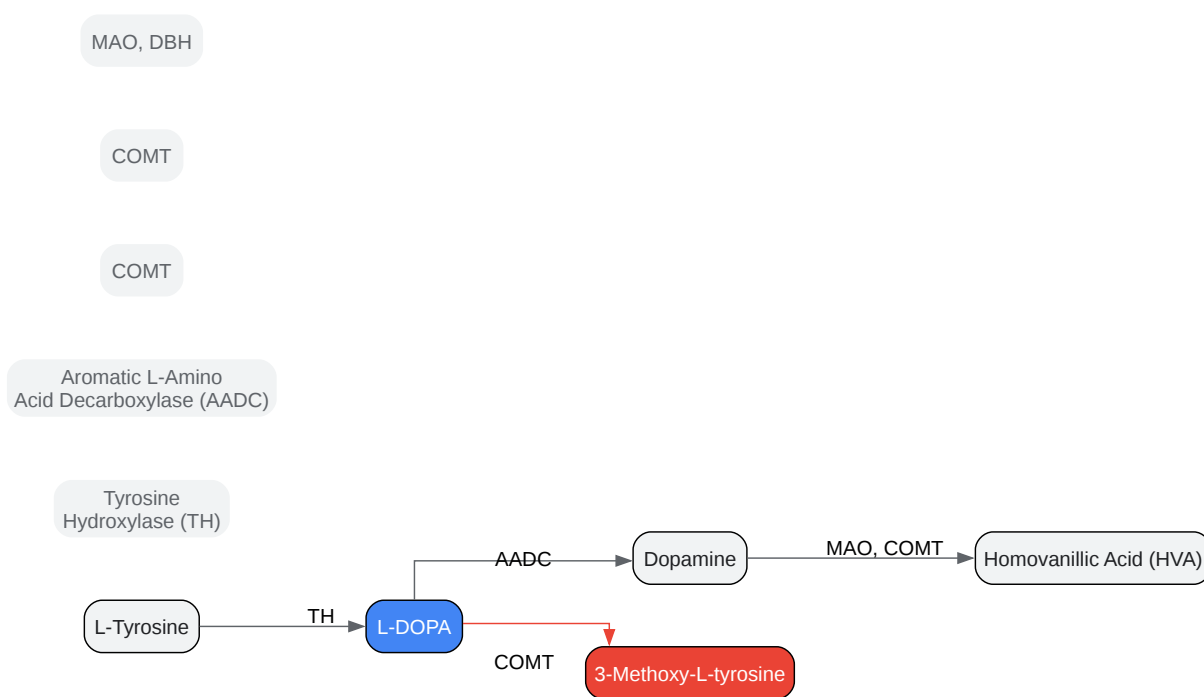 MAO, DBH
COMT
COMT
Aromatic L-Amino
Acid Decarboxylase (AADC)
Tyrosine
Hydroxylase (TH)
AADC
Dopamine
MAO, COMT
Homovanillic Acid (HVA)
L-Tyrosine
TH
L-DOPA
COMT
3-Methoxy-L-tyrosine